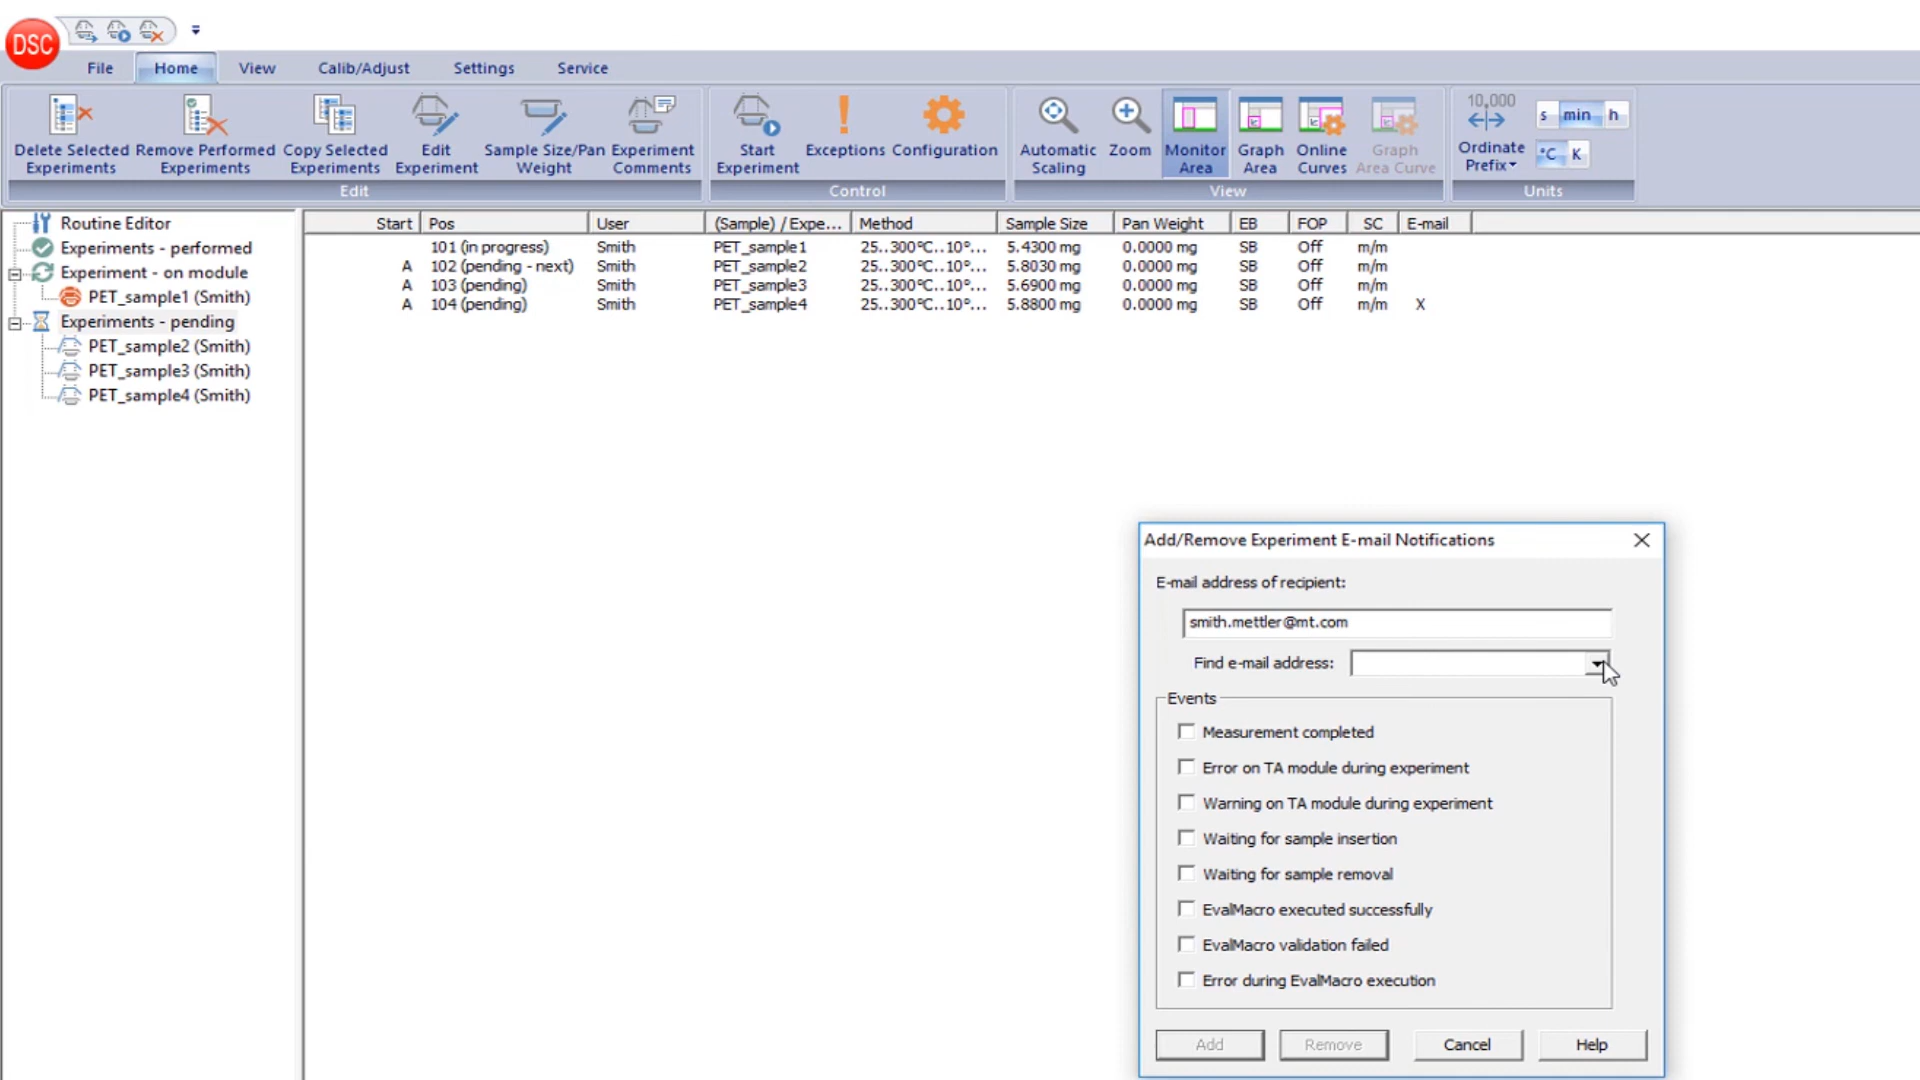 DSC
File Home View Calib/Adjust Settings Service
Delete Selected Experiments
Remove Performed Experiments
Copy Selected Experiments
Edit Experiment
Sample Size/Pan Weight
Experiment Comments
Edit
Start Experiment
Exceptions
Configuration
Control
Automatic Scaling
Zoom
Monitor Area
Graph Area
Online Curves
Graph Area Curve
View
10,000
Ordinate Prefix
s min h
°C K
Units
Routine Editor
Experiments - performed
Experiment - on module
PET_sample1 (Smith)
Experiments - pending
PET_sample2 (Smith)
PET_sample3 (Smith)
PET_sample4 (Smith)
Start Pos User (Sample) / Expe... Method Sample Size Pan Weight EB FOP SC E-mail
101 (in progress) Smith PET_sample1 25..300°C..10°... 5.4300 mg 0.0000 mg SB Off m/m
A 102 (pending - next) Smith PET_sample2 25..300°C..10°... 5.8030 mg 0.0000 mg SB Off m/m
A 103 (pending) Smith PET_sample3 25..300°C..10°... 5.6900 mg 0.0000 mg SB Off m/m
A 104 (pending) Smith PET_sample4 25..300°C..10°... 5.8800 mg 0.0000 mg SB Off m/m X
Add/Remove Experiment E-mail Notifications
E-mail address of recipient:
smith.mettler@mt.com
Find e-mail address:
Events
Measurement completed
Error on TA module during experiment
Warning on TA module during experiment
Waiting for sample insertion
Waiting for sample removal
EvalMacro executed successfully
EvalMacro validation failed
Error during EvalMacro execution
Add Remove Cancel Help